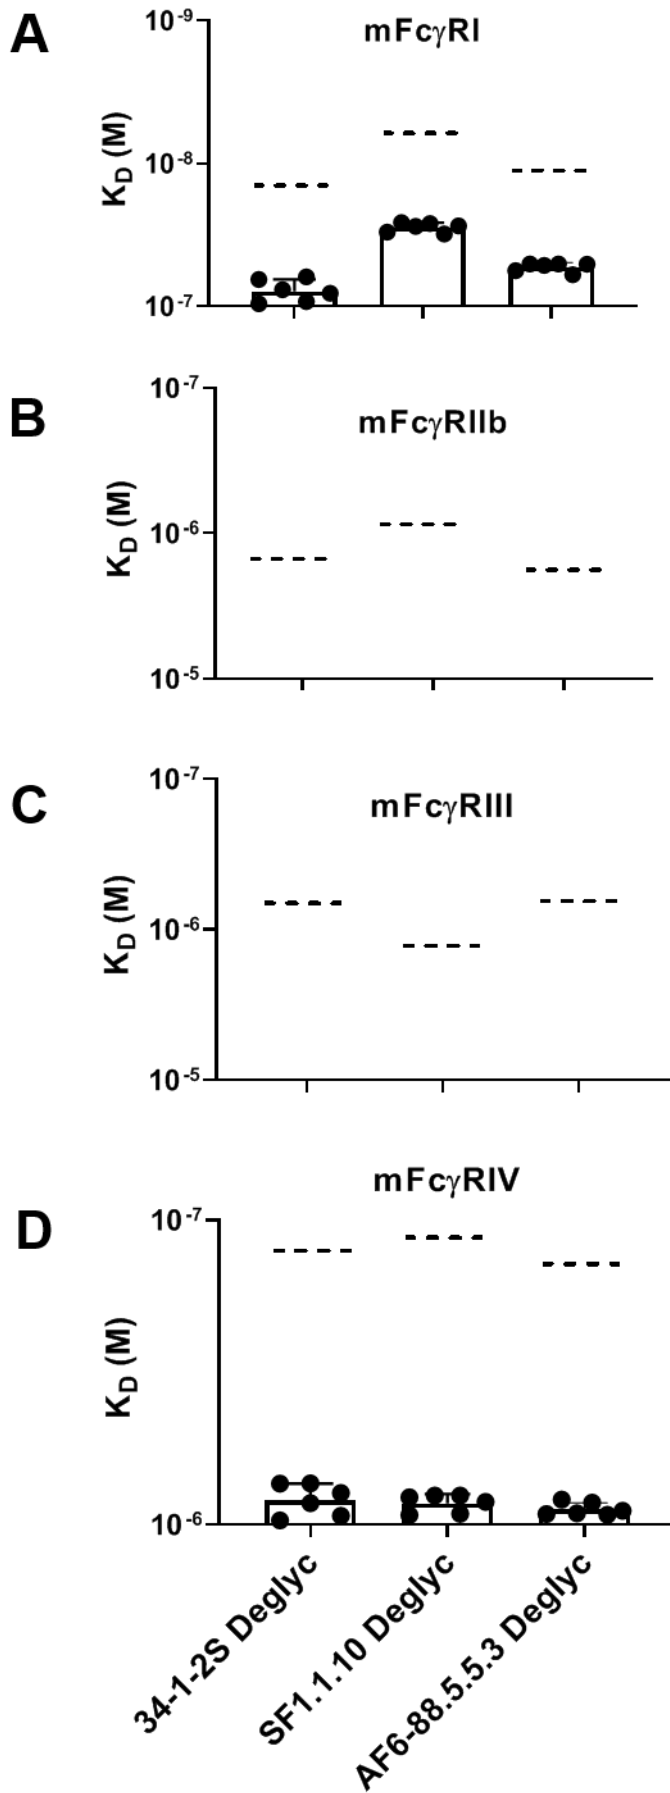 A
mFcγRI
K_D (M)
10^-9
10^-8
10^-7
B
mFcγRIIb
K_D (M)
10^-7
10^-6
10^-5
C
mFcγRIII
K_D (M)
10^-7
10^-6
10^-5
D
mFcγRIV
K_D (M)
10^-7
10^-6
34-1-2S Deglyc
SF1.1.10 Deglyc
AF6-88.5.5.3 Deglyc